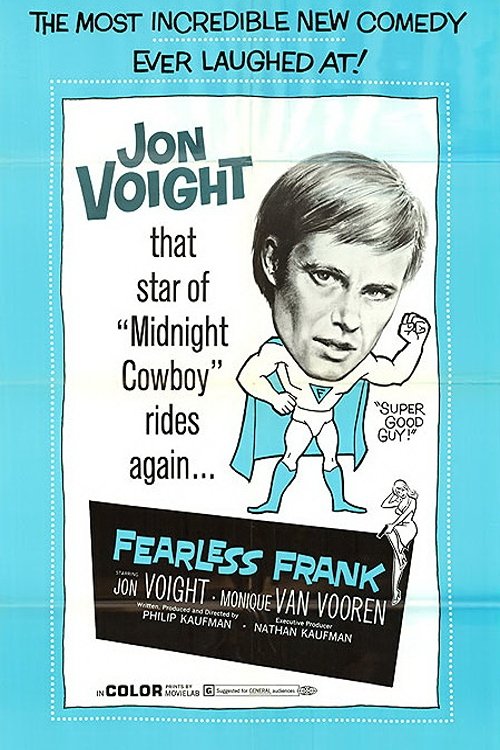 THE MOST INCREDIBLE NEW COMEDY
EVER LAUGHED AT!
JON
VOIGHT
that
star of
“Midnight
Cowboy”
rides
again...
F
"SUPER
GOOD
GUY!"
FEARLESS FRANK
STARRING
JON VOIGHT · MONIQUE VAN VOOREN
Written, Produced and Directed by
PHILIP KAUFMAN ·
Executive Producer
NATHAN KAUFMAN
IN COLOR PRINTS BY MOVIELAB
G Suggested for GENERAL audiences